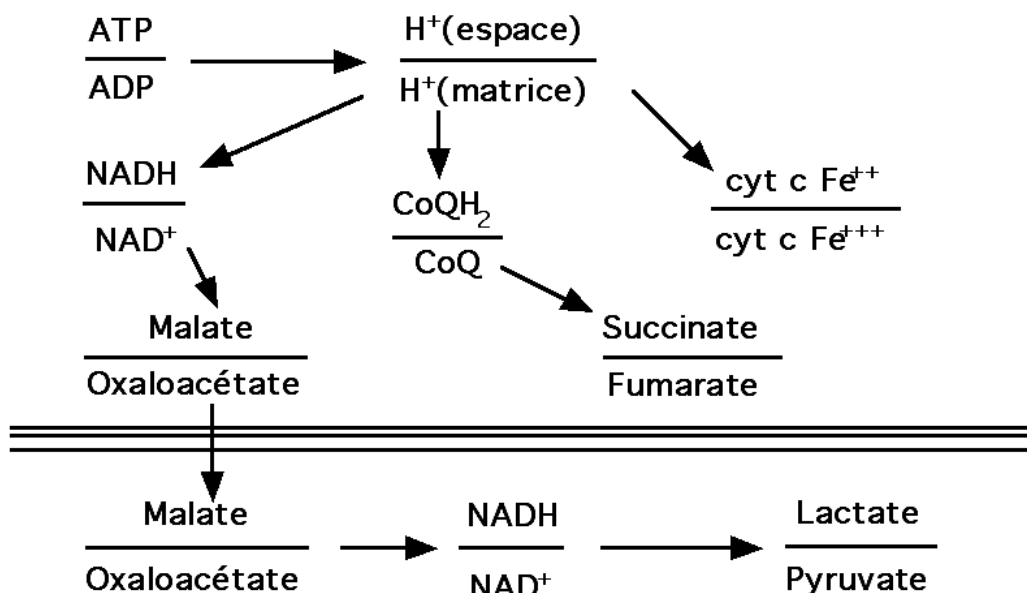 ATP
ADP
H⁺(espace)
H⁺(matrice)
NADH
NAD⁺
CoQH₂
CoQ
cyt c Fe⁺⁺
cyt c Fe⁺⁺⁺
Malate
Oxaloacétate
Succinate
Fumarate
Malate
Oxaloacétate
NADH
NAD⁺
Lactate
Pyruvate